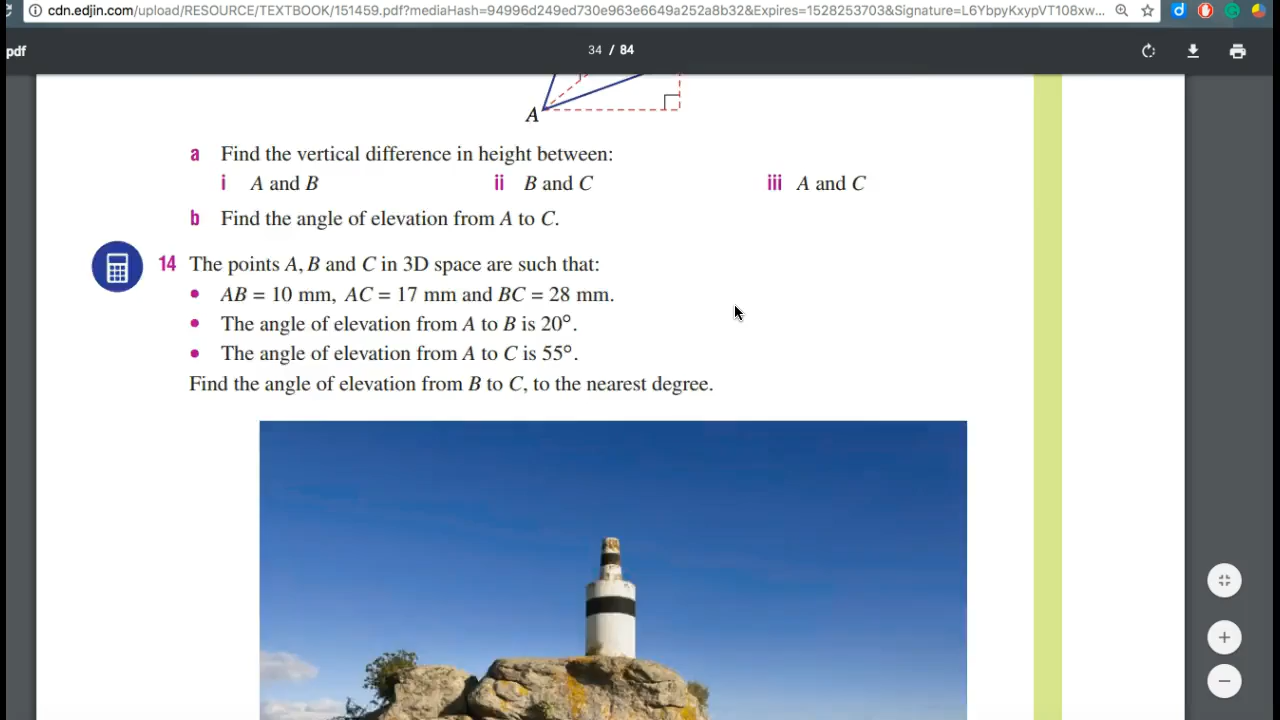 cdn.edjin.com/upload/RESOURCE/TEXTBOOK/151459.pdf?mediaHash=94996d249ed730e963e6649a252a8b32&Expires=1528253703&Signature=L6YbpyKxypVT108xw...
pdf
34 / 84
A
a Find the vertical difference in height between:
i A and B ii B and C iii A and C
b Find the angle of elevation from A to C.
14 The points A, B and C in 3D space are such that:
• AB = 10 mm, AC = 17 mm and BC = 28 mm.
• The angle of elevation from A to B is 20°.
• The angle of elevation from A to C is 55°.
Find the angle of elevation from B to C, to the nearest degree.